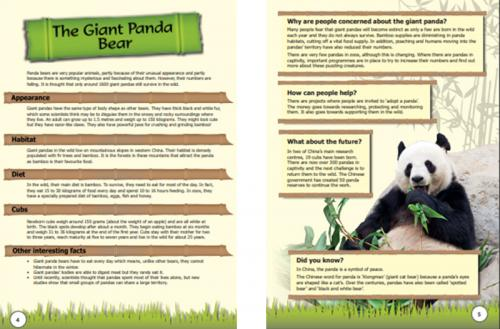 The Giant Panda
Bear
Panda bears are very popular animals, partly because of their unusual appearance and partly
because there is something mysterious and fascinating about them. However, their numbers are
falling. It is thought that only around 1600 giant pandas still survive in the wild.
Appearance
Giant pandas have the same type of body shape as other bears. They have thick black and white fur,
which some scientists think may be to disguise them in the snowy and rocky surroundings where
they live. An adult can grow up to 1.5 metres and weigh up to 150 kilograms. They might look cute
but they have razor-like claws. They also have powerful jaws for crushing and grinding bamboo!
Habitat
Giant pandas in the wild live on mountainous slopes in western China. Their habitat is densely
populated with fir trees and bamboo. It is the forests in these mountains that attract the panda
as bamboo is their favourite food.
Diet
In the wild, their main diet is bamboo. To survive, they need to eat for most of the day. In fact,
they eat 15 to 30 kilograms of food every day and spend 10 to 16 hours feeding. In zoos, they
have a specially prepared diet of bamboo, eggs, fish and honey.
Cubs
Newborn cubs weigh around 150 grams (about the weight of an apple) and are all white at
birth. The black spots develop after about a month. They begin eating bamboo at six months
and weigh 31 to 36 kilograms at the end of the first year. Cubs stay with their mother for two
to three years, reach maturity at five to seven years and live in the wild for about 25 years.
Other interesting facts
• Giant panda bears have to eat every day which means, unlike other bears, they cannot
hibernate in the winter.
• Giant pandas' bodies are able to digest meat but they rarely eat it.
• Until recently, scientists thought that pandas spent most of their lives alone, but new
studies show that small groups of pandas can share a large territory.
4
Why are people concerned about the giant panda?
Many people fear that giant pandas will become extinct as only a few are born in the wild
each year and they do not always survive. Bamboo supplies are diminishing in panda
habitats, cutting off a vital food supply. In addition, poaching and humans moving into the
pandas' territory have also reduced their numbers.
There are very few pandas in zoos, although this is changing. Where there are pandas in
captivity, important programmes are in place to try to increase their numbers and find out
more about these puzzling creatures.
How can people help?
There are projects where people are invited to 'adopt a panda'.
The money goes towards researching, protecting and monitoring
them. It also goes towards supporting them in the wild.
What about the future?
In two of China's main research
centres, 19 cubs have been born.
There are now over 300 pandas in
captivity and the next challenge is to
return them to the wild. The Chinese
government has created 50 panda
reserves to continue the work.
Did you know?
In China, the panda is a symbol of peace.
The Chinese word for panda is 'Xiongmao' (giant cat bear) because a panda's eyes
are shaped like a cat's. Over the centuries, pandas have also been called 'spotted
bear' and 'black and white bear'.
5